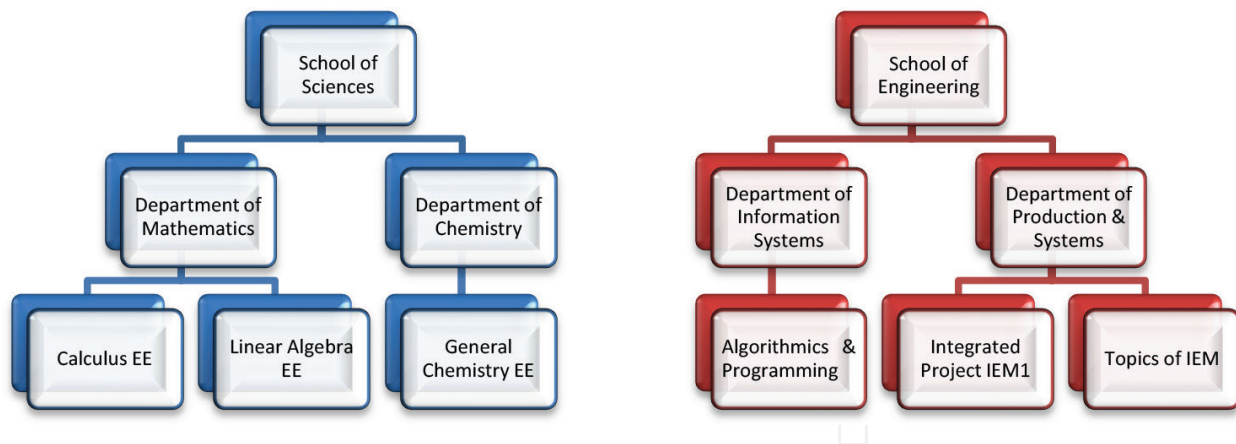 School of
Sciences
School of
Engineering
Department of
Mathematics
Department of
Chemistry
Department of
Information
Systems
Department of
Production &
Systems
Calculus EE
Linear Algebra
EE
General
Chemistry EE
Algorithmics &
Programming
Integrated
Project IEM1
Topics of IEM